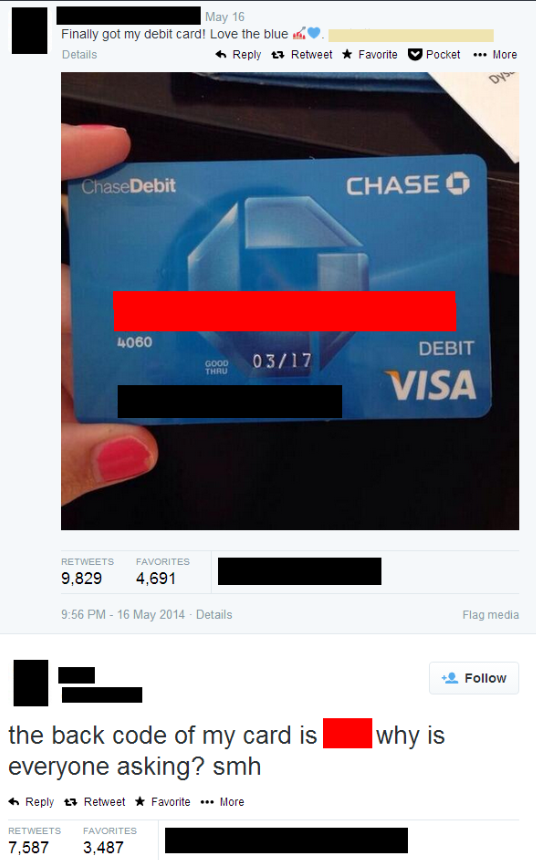 May 16
Finally got my debit card! Love the blue
Details Reply Retweet Favorite Pocket More
Dys
ChaseDebit CHASE
4060
DEBIT
GOOD THRU 03/17
VISA
RETWEETS FAVORITES
9,829 4,691
9:56 PM - 16 May 2014 · Details Flag media
Follow
the back code of my card is why is
everyone asking? smh
Reply Retweet Favorite More
RETWEETS FAVORITES
7,587 3,487